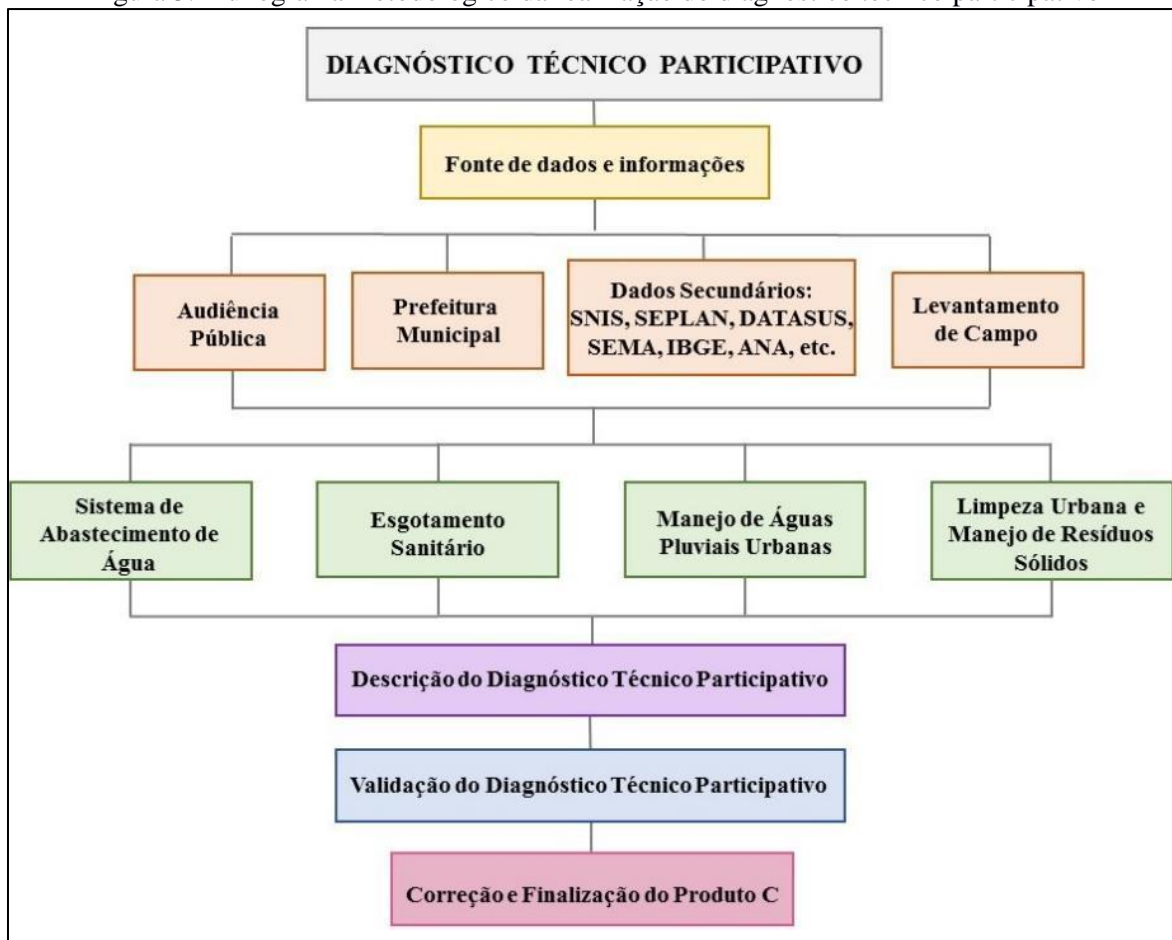 DIAGNÓSTICO TÉCNICO PARTICIPATIVO
Fonte de dados e informações
Audiência
Pública
Prefeitura
Municipal
Dados Secundários:
SNIS, SEPLAN, DATASUS,
SEMA, IBGE, ANA, etc.
Levantamento
de Campo
Sistema de
Abastecimento de
Água
Esgotamento
Sanitário
Manejo de Águas
Pluviais Urbanas
Limpeza Urbana e
Manejo de Resíduos
Sólidos
Descrição do Diagnóstico Técnico Participativo
Validação do Diagnóstico Técnico Participativo
Correção e Finalização do Produto C